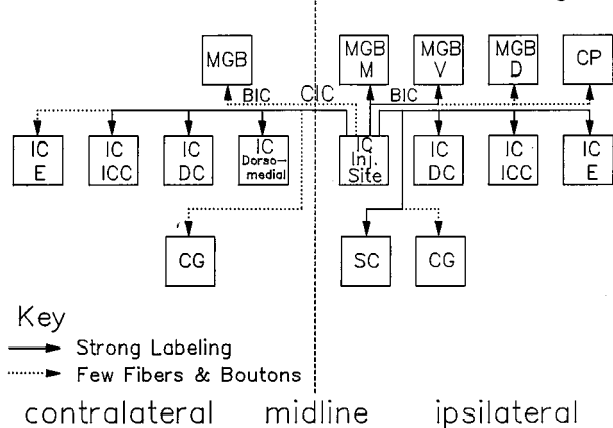 MGB
MGB
M
MGB
V
MGB
D
CP
BIC
CIC
BIC
IC
E
IC
ICC
IC
DC
IC
Dorso-
medial
IC
Inj.
Site
IC
DC
IC
ICC
IC
E
CG
SC
CG
Key
Strong Labeling
Few Fibers & Boutons
contralateral midline ipsilateral